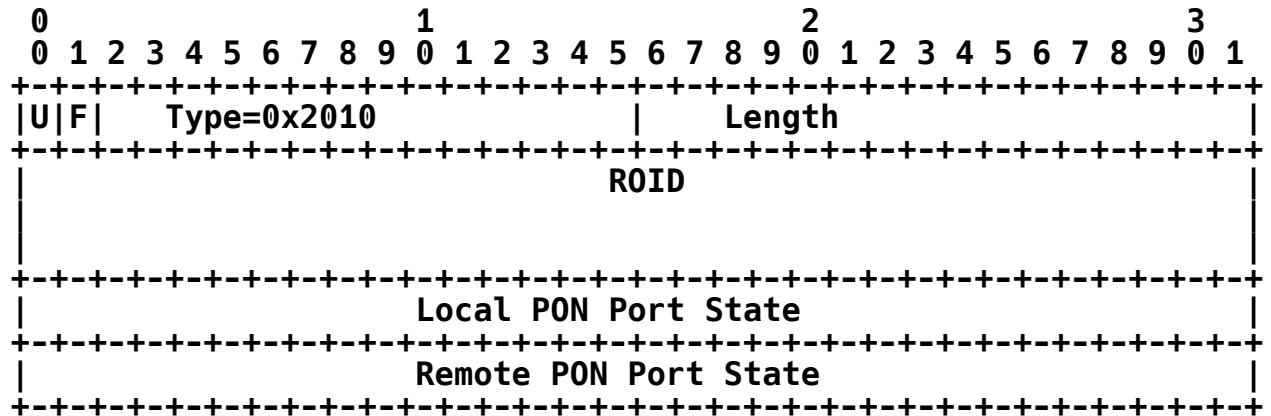 0                   1                   2                   3
 0 1 2 3 4 5 6 7 8 9 0 1 2 3 4 5 6 7 8 9 0 1 2 3 4 5 6 7 8 9 0 1
+-+-+-+-+-+-+-+-+-+-+-+-+-+-+-+-+-+-+-+-+-+-+-+-+-+-+-+-+-+-+-+-+
|U|F|   Type=0x2010             |    Length                     |
+-+-+-+-+-+-+-+-+-+-+-+-+-+-+-+-+-+-+-+-+-+-+-+-+-+-+-+-+-+-+-+-+
|                              ROID                             |
|                                                               |
|                                                               |
+-+-+-+-+-+-+-+-+-+-+-+-+-+-+-+-+-+-+-+-+-+-+-+-+-+-+-+-+-+-+-+-+
|                    Local PON Port State                       |
+-+-+-+-+-+-+-+-+-+-+-+-+-+-+-+-+-+-+-+-+-+-+-+-+-+-+-+-+-+-+-+-+
|                    Remote PON Port State                      |
+-+-+-+-+-+-+-+-+-+-+-+-+-+-+-+-+-+-+-+-+-+-+-+-+-+-+-+-+-+-+-+-+